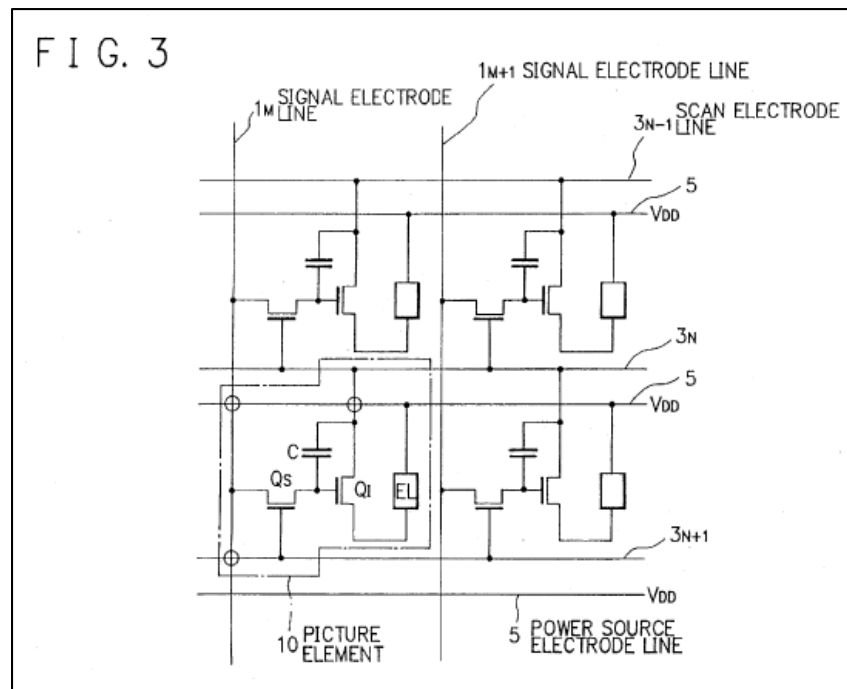 FIG. 3
1M SIGNAL ELECTRODE
LINE
1M+1 SIGNAL ELECTRODE LINE
3N-1 SCAN ELECTRODE
LINE
5
VDD
3N
5
VDD
C
QS
QI
EL
3N+1
VDD
10 PICTURE
ELEMENT
5 POWER SOURCE
ELECTRODE LINE